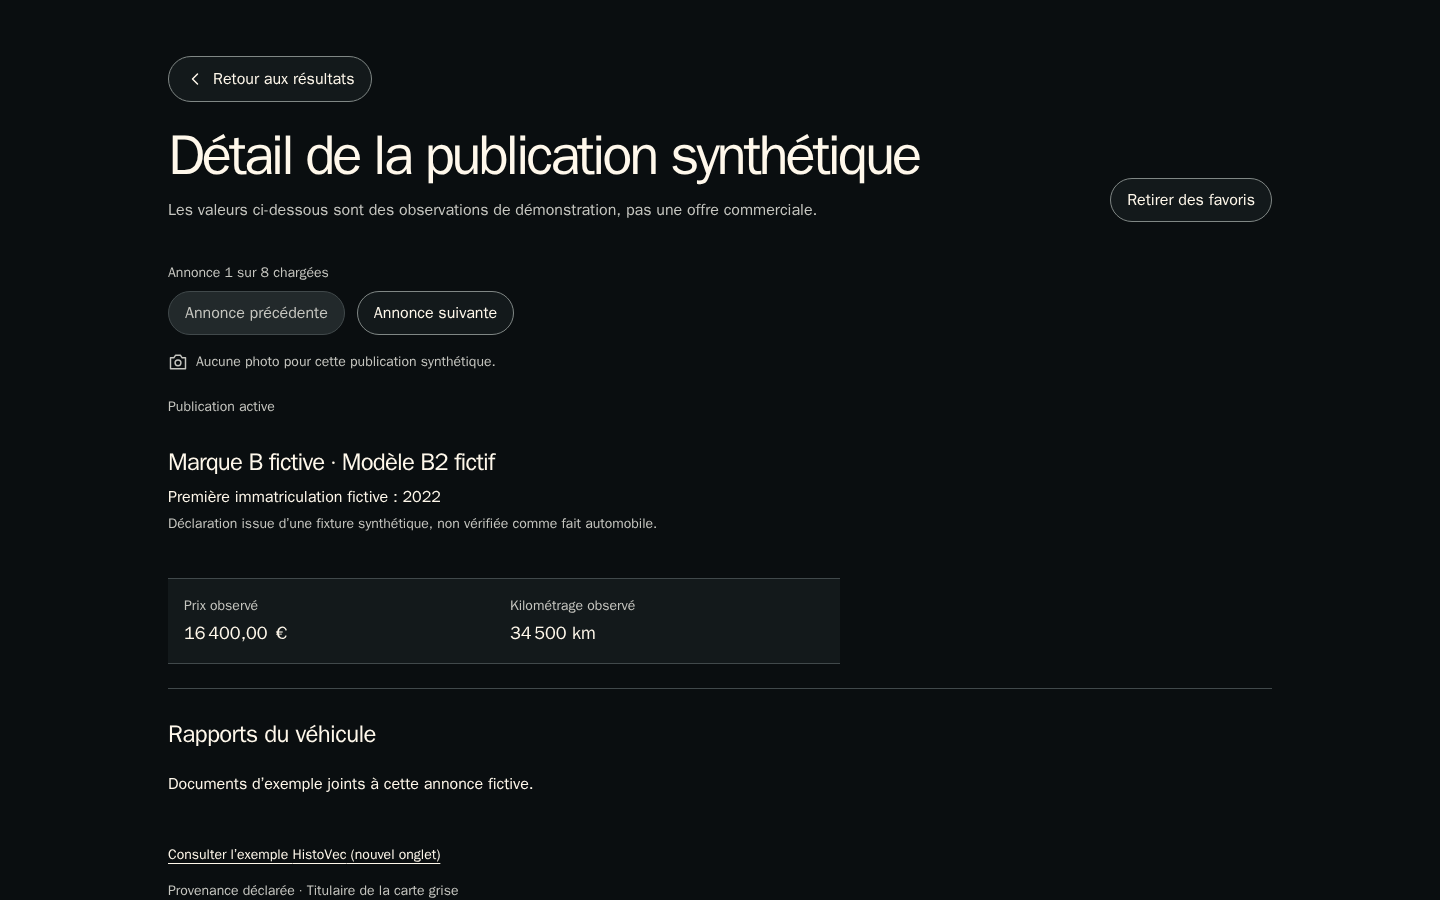 Retour aux résultats
Détail de la publication synthétique
Les valeurs ci-dessous sont des observations de démonstration, pas une offre commerciale.
Retirer des favoris
Annonce 1 sur 8 chargées
Annonce précédente
Annonce suivante
Aucune photo pour cette publication synthétique.
Publication active
Marque B fictive · Modèle B2 fictif
Première immatriculation fictive : 2022
Déclaration issue d’une fixture synthétique, non vérifiée comme fait automobile.
Prix observé
16 400,00 €
Kilométrage observé
34 500 km
Rapports du véhicule
Documents d’exemple joints à cette annonce fictive.
Consulter l’exemple HistoVec (nouvel onglet)
Provenance déclarée · Titulaire de la carte grise